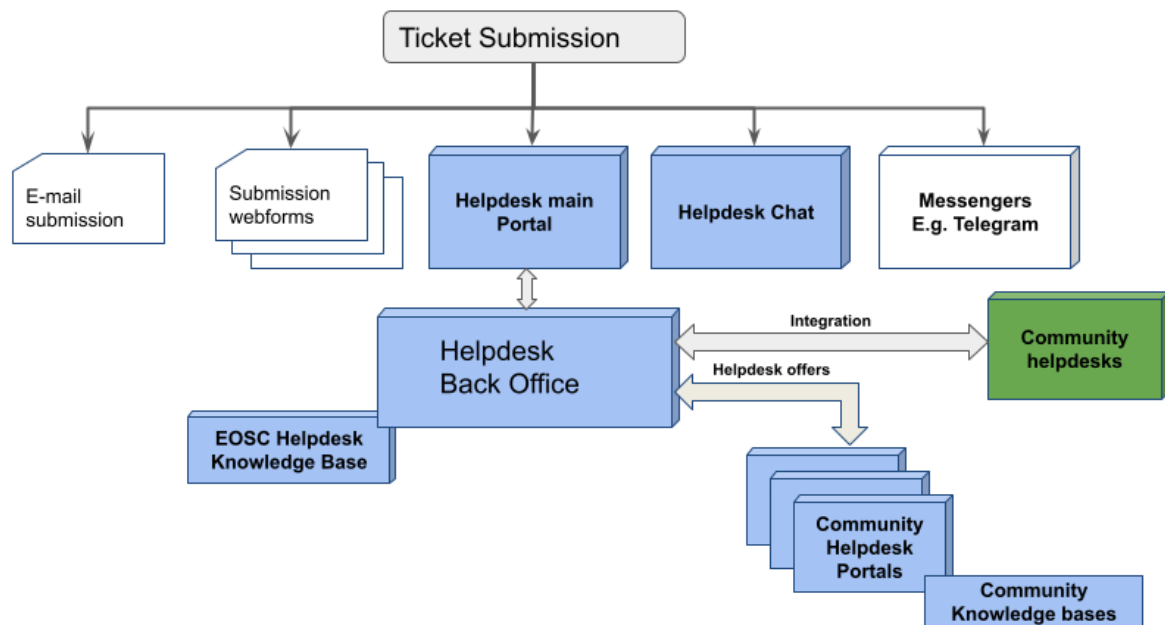 Ticket Submission
E-mail
submission
Submission
webforms
Helpdesk main
Portal
Helpdesk Chat
Messengers
E.g. Telegram
Helpdesk
Back Office
Integration
Community
helpdesks
Helpdesk offers
EOSC Helpdesk
Knowledge Base
Community
Helpdesk
Portals
Community
Knowledge bases